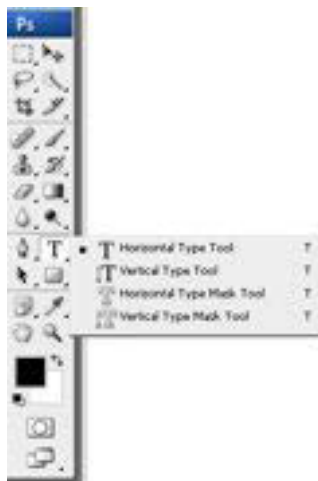 Ps
T
T Horizontal Type Tool T
T Vertical Type Tool T
T Horizontal Type Mask Tool T
T Vertical Type Mask Tool T